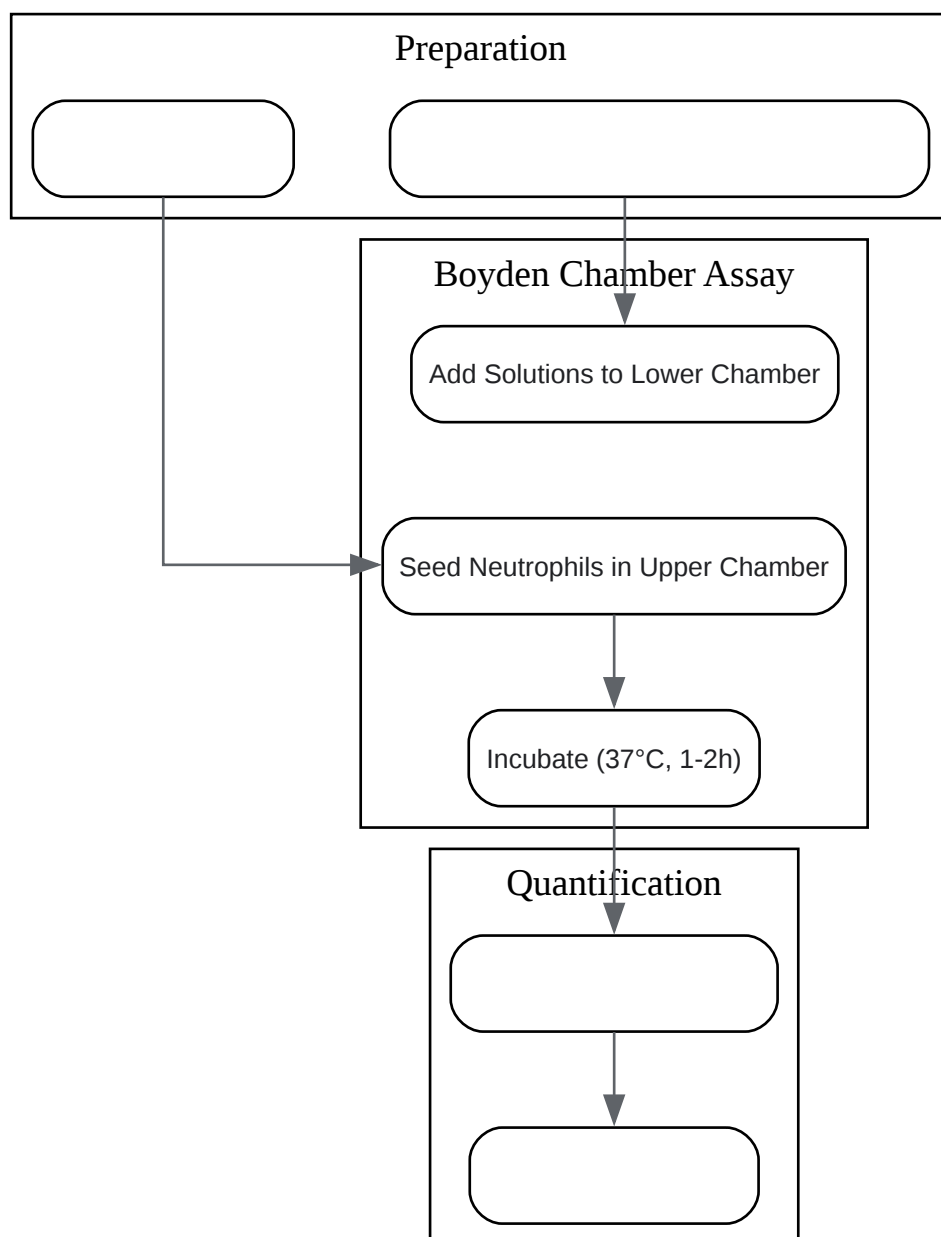 Preparation
Boyden Chamber Assay
Add Solutions to Lower Chamber
Seed Neutrophils in Upper Chamber
Incubate (37°C, 1-2h)
Quantification